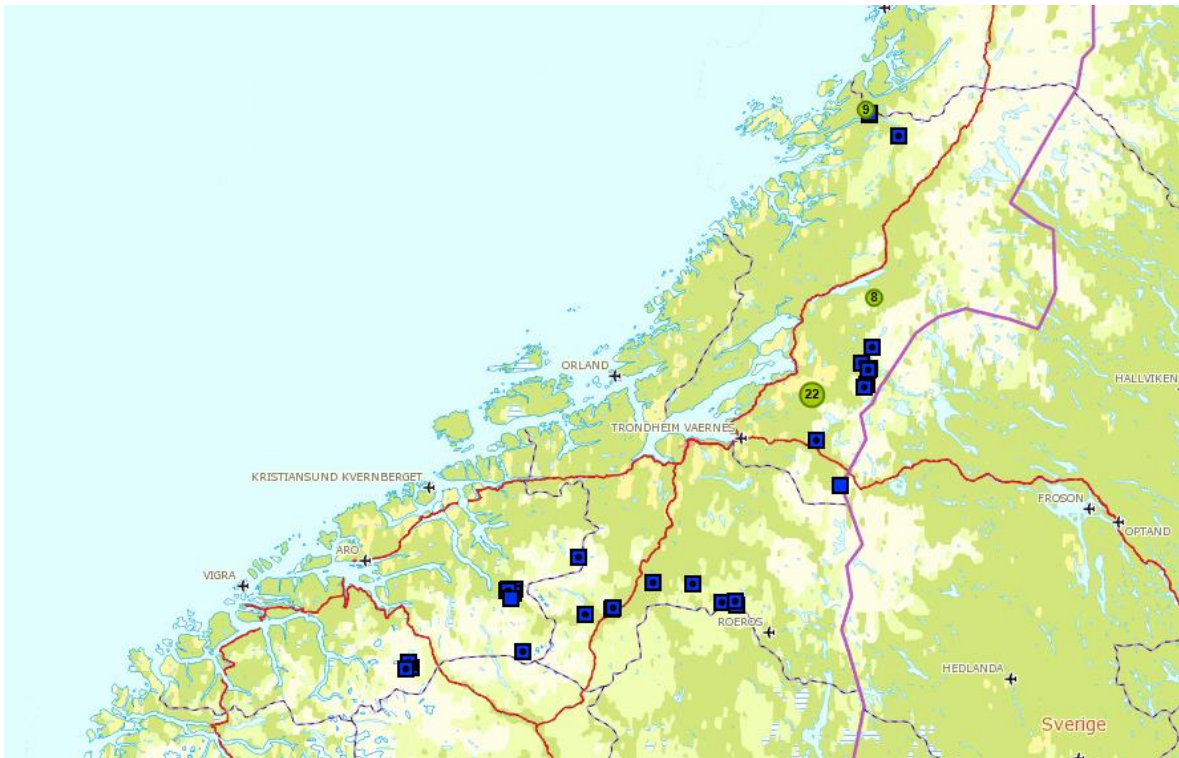 9
8
ORLAND
HALLVIKEN
22
TRONDHEIM VAERNES
KRISTIANSUND KVERNBERGET
FROSON
OPTAND
ARO
VIGRA
ROEROS
HEDLANDA
Sverige